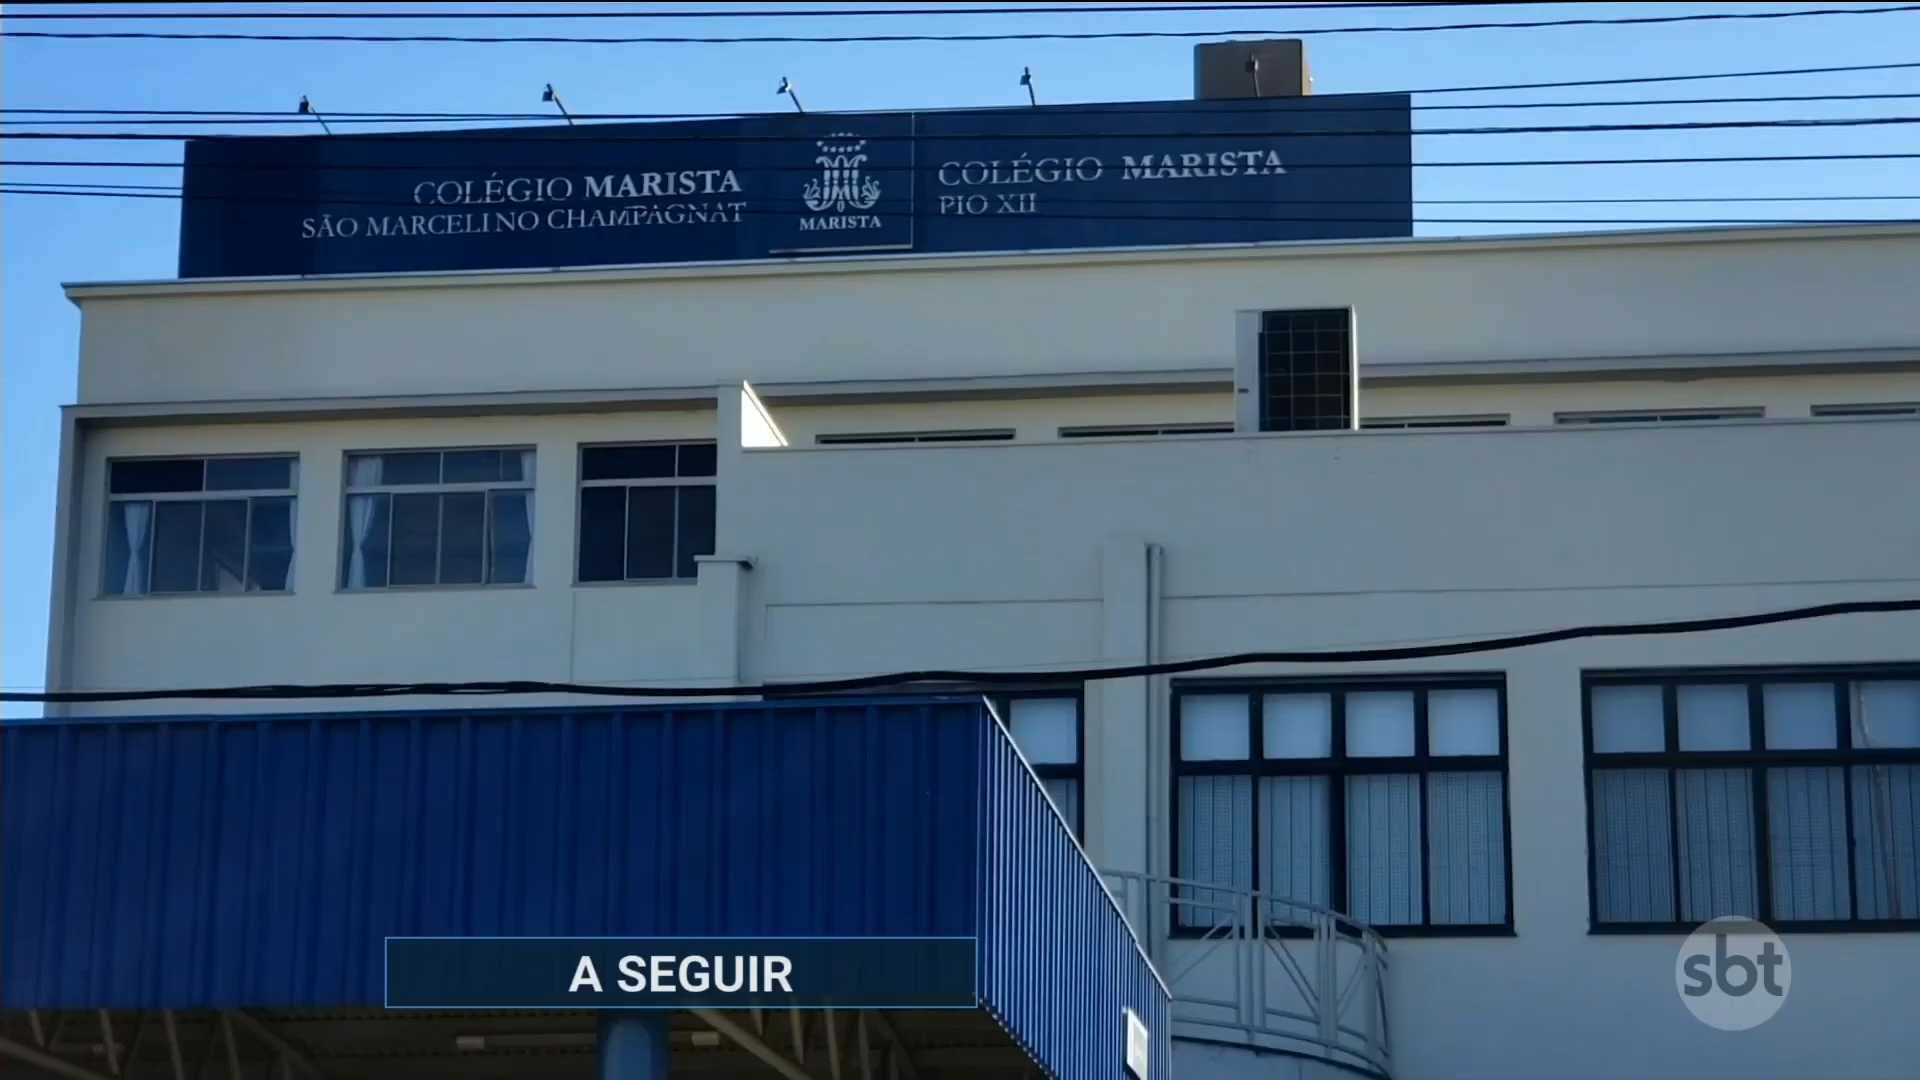 COLÉGIO MARISTA
SÃO MARCELINO CHAMPAGNAT
MARISTA
COLÉGIO MARISTA
PIO XII
A SEGUIR
sbt